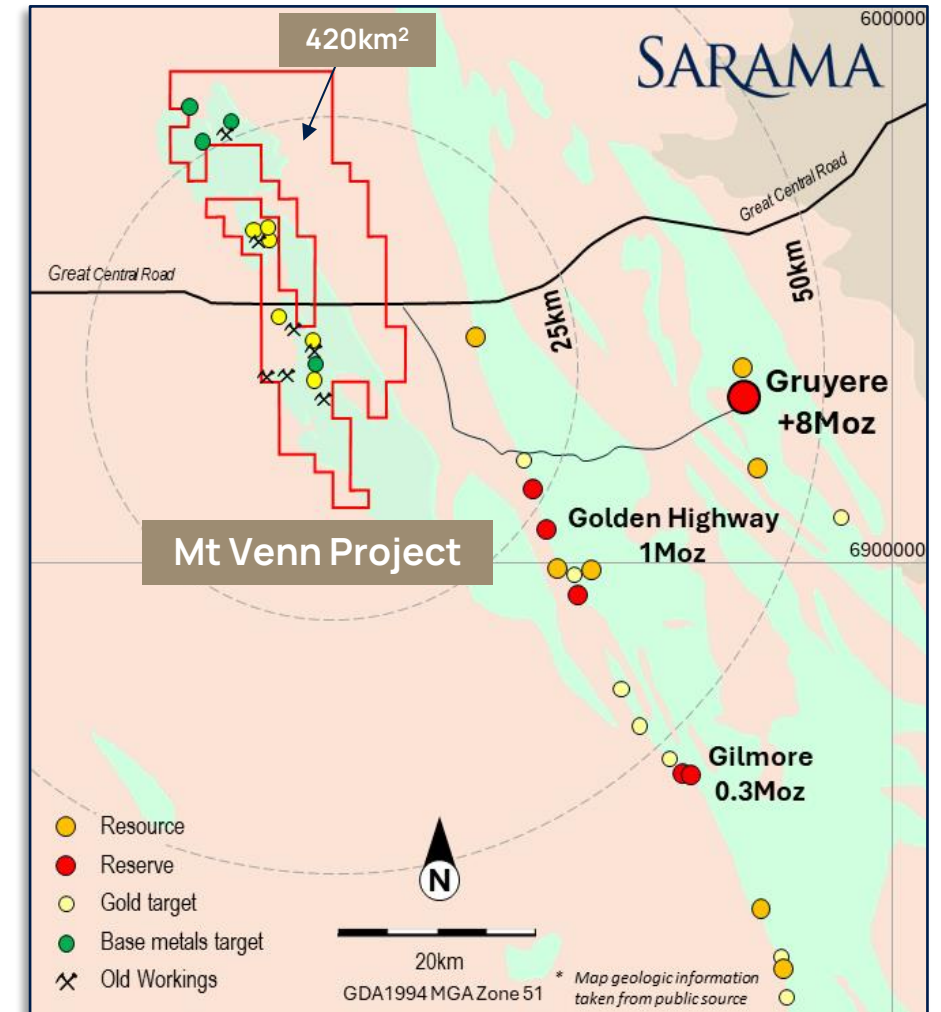 600000
420km²
SARAMA
Great Central Road
Great Central Road
50km
25km
Gruyere
+8Moz
Golden Highway
1Moz
Mt Venn Project
6900000
Gilmore
0.3Moz
Resource
Reserve
Gold target
Base metals target
Old Workings
N
20km
GDA1994 MGA Zone 51
* Map geologic information
taken from public source